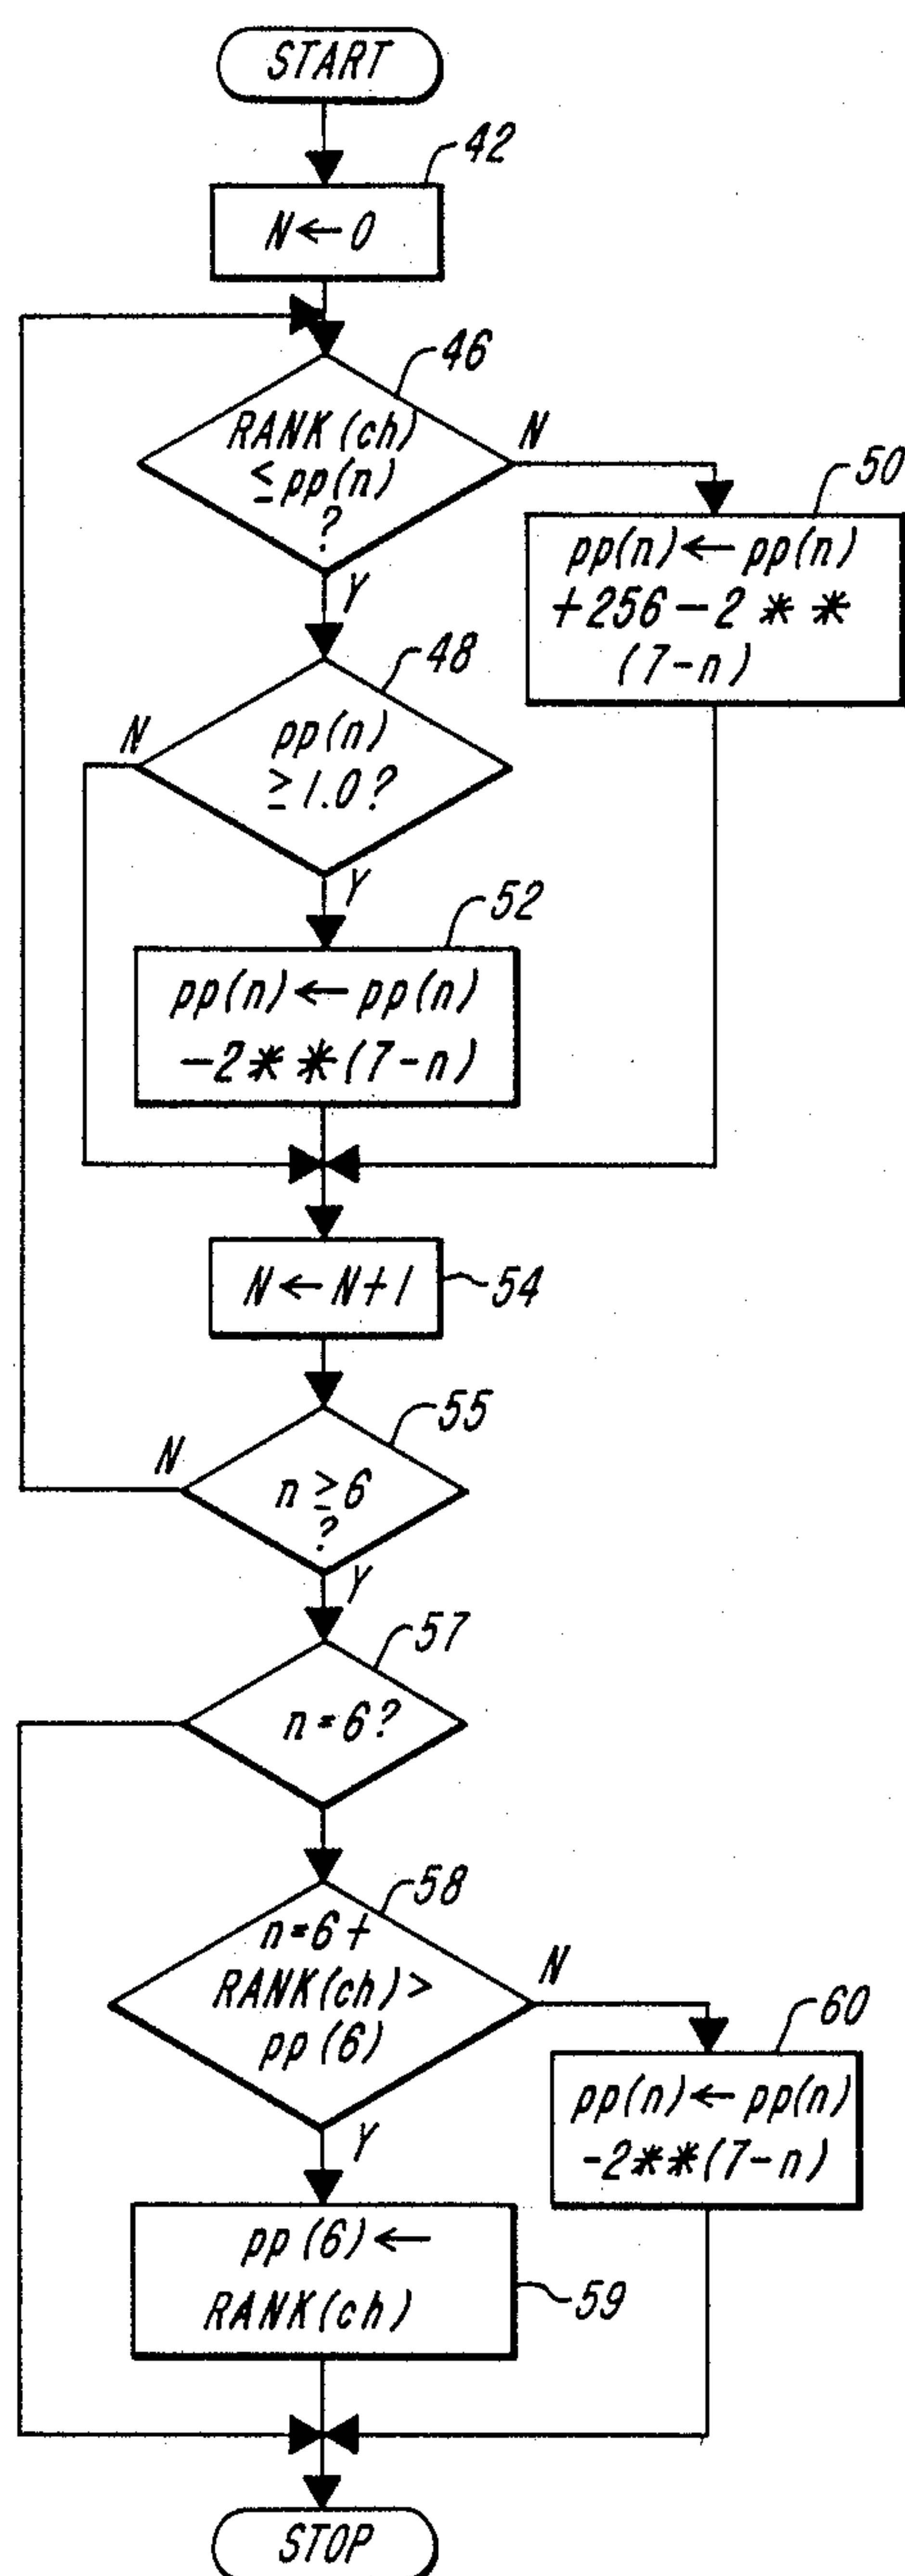 START
42
N ← 0
46
RANK (ch)
≤ pp (n)
?
N
Y
50
pp (n) ← pp (n)
+256 – 2 * *
(7-n)
48
N
pp (n)
≥ 1.0 ?
Y
52
pp (n) ← pp (n)
-2 * * (7-n)
N ← N+1
54
55
N
n ≥ 6
?
Y
57
n = 6 ?
58
n = 6 +
RANK(ch) >
pp (6)
N
Y
60
pp (n) ← pp (n)
-2**(7-n)
pp (6) ←
RANK(ch)
59
STOP